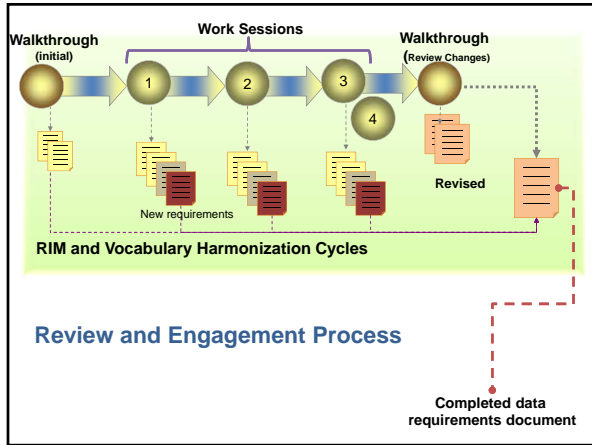 Work Sessions
Walkthrough
(initial)
Walkthrough
(Review Changes)
1
2
3
4
New requirements
Revised
RIM and Vocabulary Harmonization Cycles
Review and Engagement Process
Completed data
requirements document